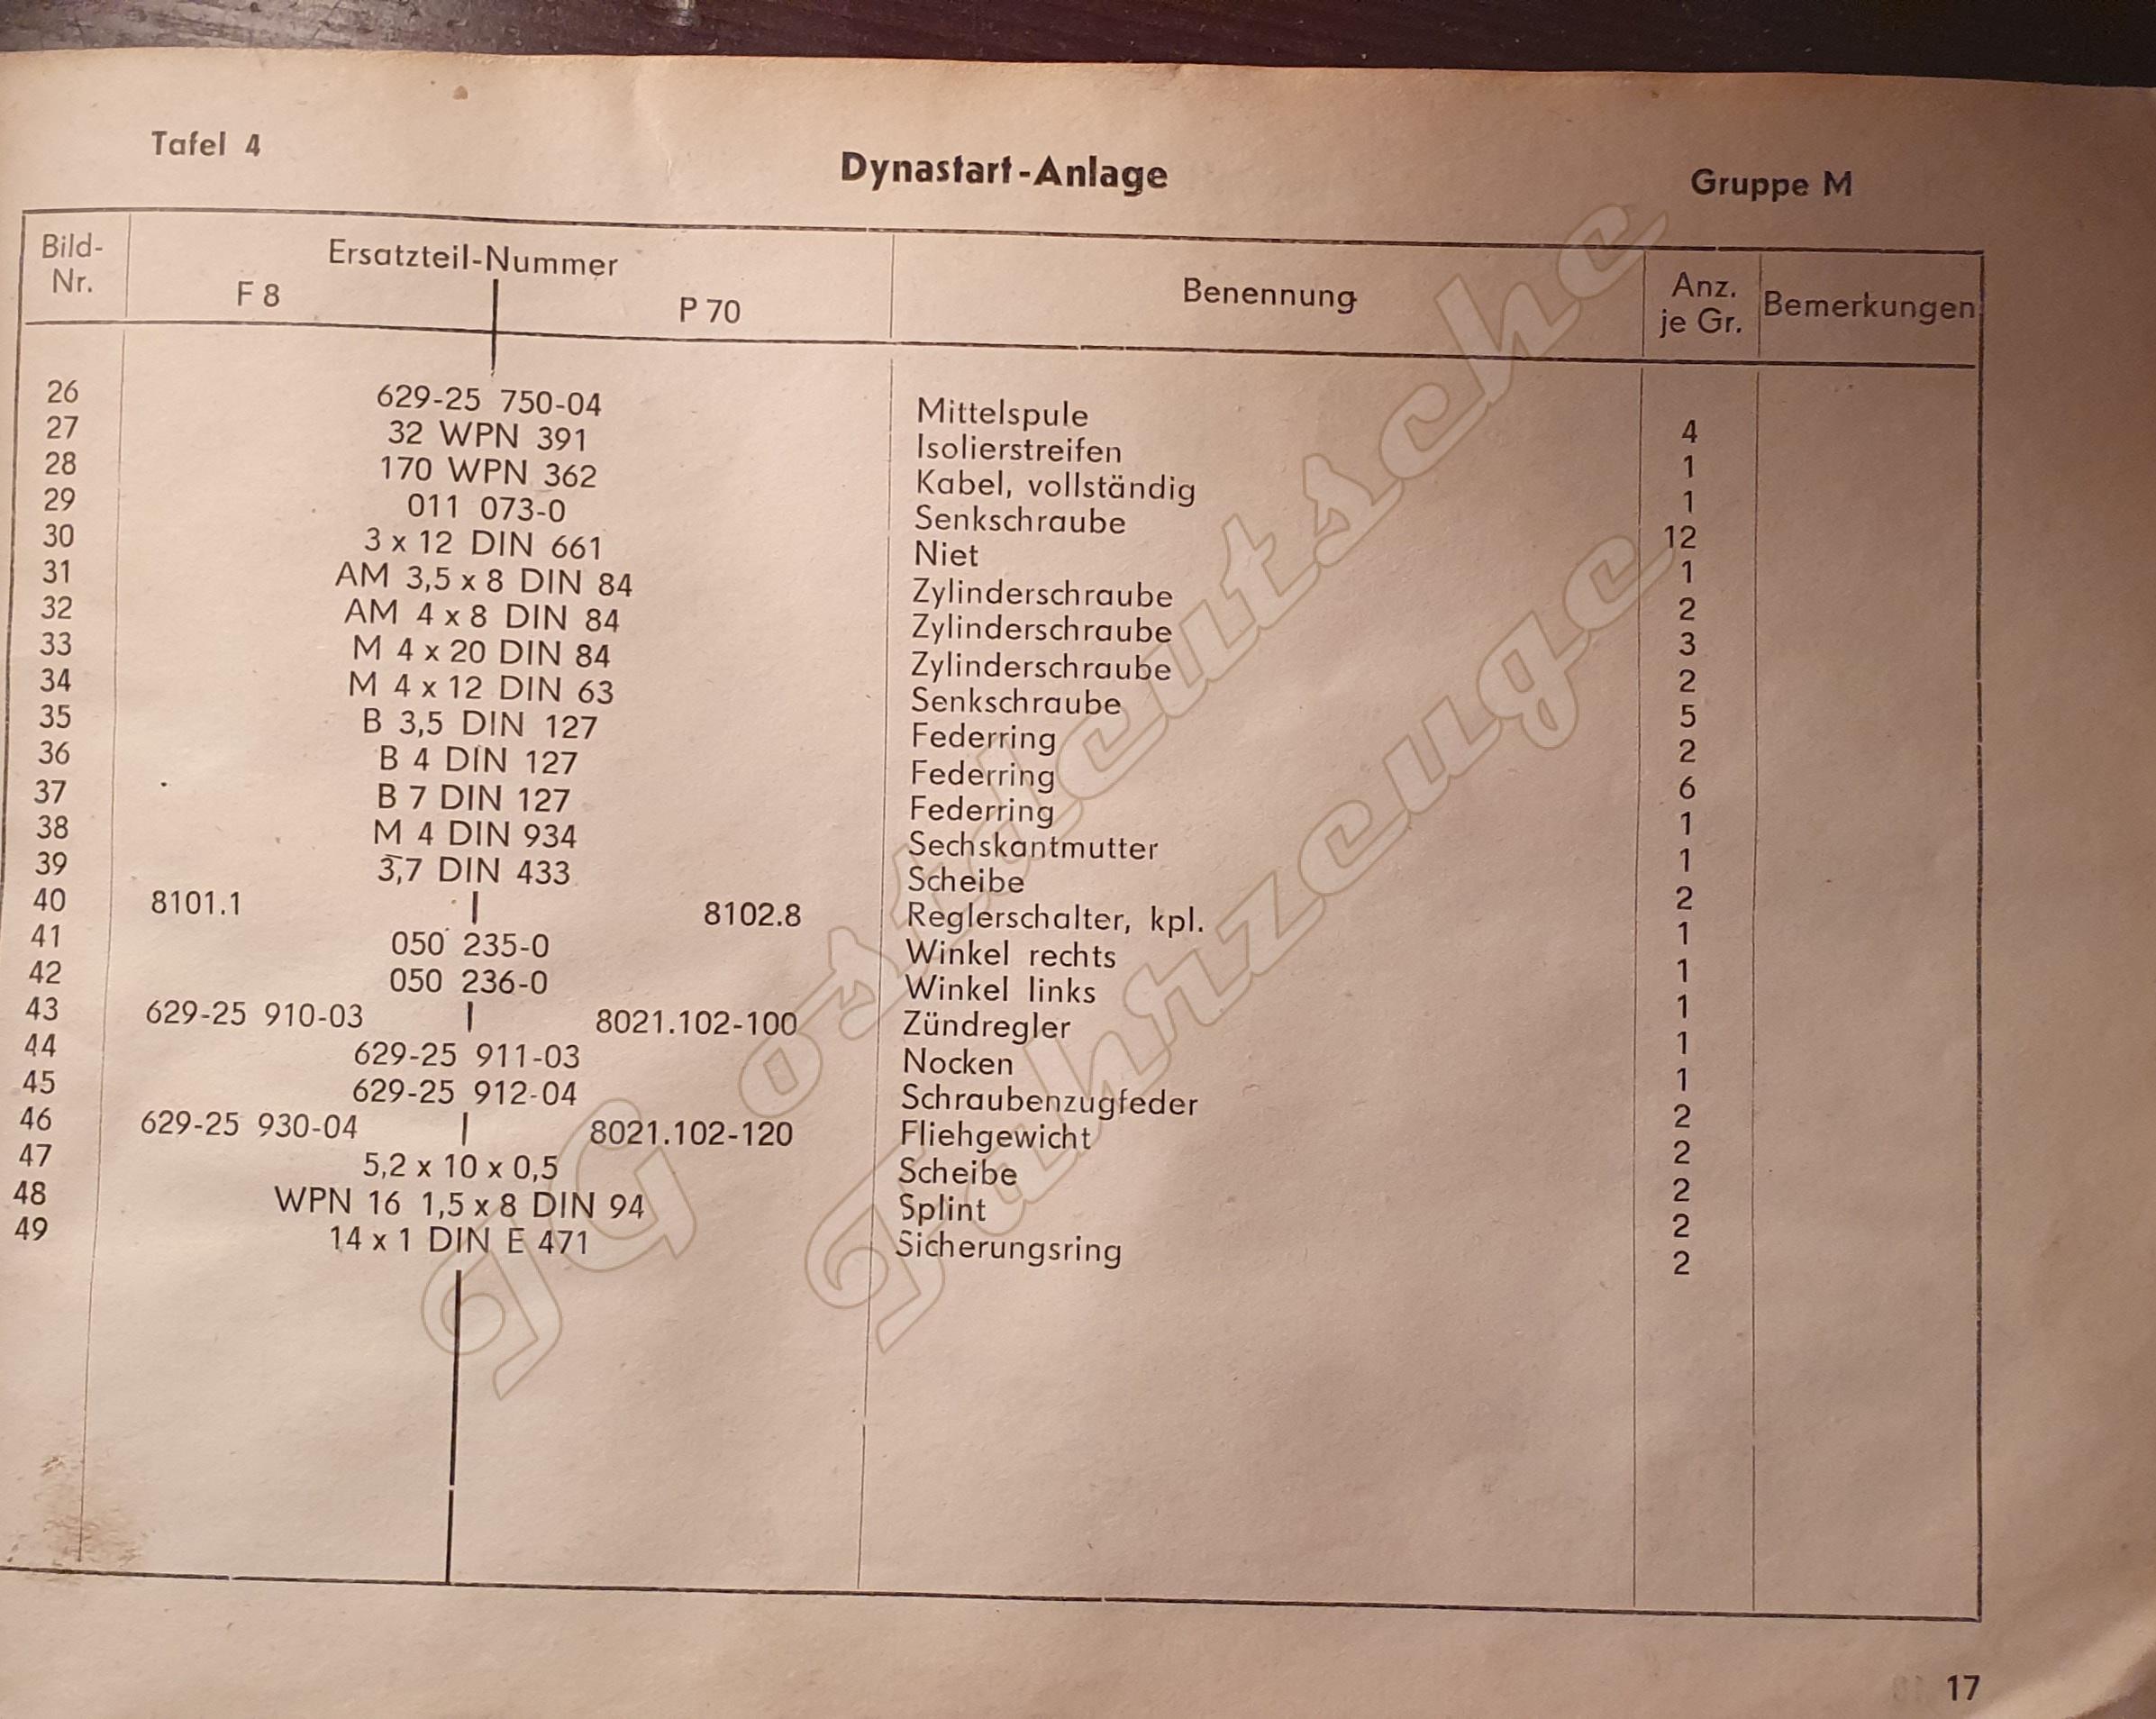 Tafel 4
Dynastart-Anlage
Gruppe M
Bild-Nr. Ersatzteil-Nummer F 8 P 70 Benennung Anz. je Gr. Bemerkungen
26 629-25 750-04 Mittelspule 4
27 32 WPN 391 Isolierstreifen 1
28 170 WPN 362 Kabel, vollständig 1
29 011 073-0 Senkschraube 12
30 3 x 12 DIN 661 Niet 1
31 AM 3,5 x 8 DIN 84 Zylinderschraube 2
32 AM 4 x 8 DIN 84 Zylinderschraube 3
33 M 4 x 20 DIN 84 Zylinderschraube 2
34 M 4 x 12 DIN 63 Senkschraube 5
35 B 3,5 DIN 127 Federring 2
36 B 4 DIN 127 Federring 6
37 B 7 DIN 127 Federring 1
38 M 4 DIN 934 Sechskantmutter 1
39 3,7 DIN 433 Scheibe 2
40 8101.1 8102.8 Reglerschalter, kpl. 1
41 050 235-0 Winkel rechts 1
42 050 236-0 Winkel links 1
43 629-25 910-03 8021.102-100 Zündregler 1
44 629-25 911-03 Nocken 1
45 629-25 912-04 Schraubenzugfeder 2
46 629-25 930-04 8021.102-120 Fliehgewicht 2
47 5,2 x 10 x 0,5 Scheibe 2
48 WPN 16 1,5 x 8 DIN 94 Splint 2
49 14 x 1 DIN E 471 Sicherungsring 2
IG ostdeutsche
Fahrzeuge
17